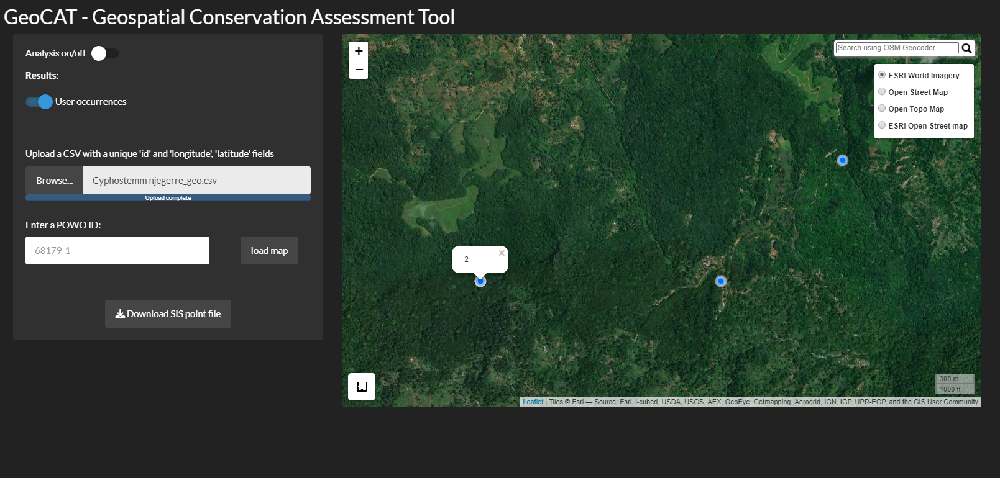 GeoCAT - Geospatial Conservation Assessment Tool
Analysis on/off
Results:
User occurrences
Upload a CSV with a unique 'id' and 'longitude', 'latitude' fields
Browse...
Cyphostemm njegerre_geo.csv
Upload complete
Enter a POWO ID:
68179-1
load map
Download SIS point file
+
−
Search using OSM Geocoder
ESRI World Imagery
Open Street Map
Open Topo Map
ESRI Open Street map
2
×
300 m
1000 ft
Leaflet | Tiles © Esri — Source: Esri, i-cubed, USDA, USGS, AEX, GeoEye, Getmapping, Aerogrid, IGN, IGP, UPR-EGP, and the GIS User Community